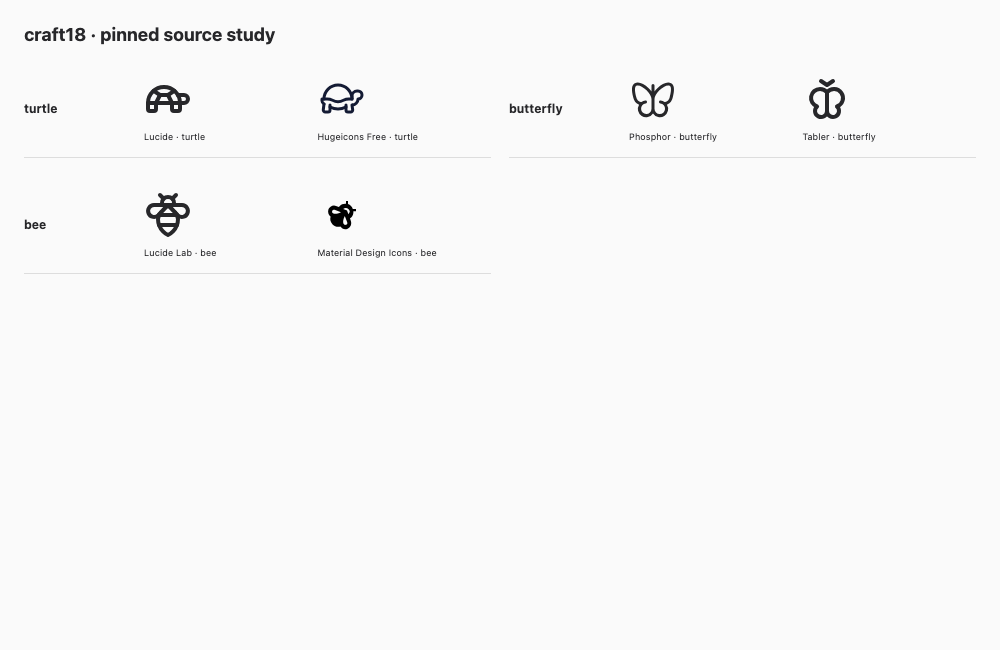 craft18 · pinned source study
turtle
Lucide · turtle
Hugeicons Free · turtle
butterfly
Phosphor · butterfly
Tabler · butterfly
bee
Lucide Lab · bee
Material Design Icons · bee